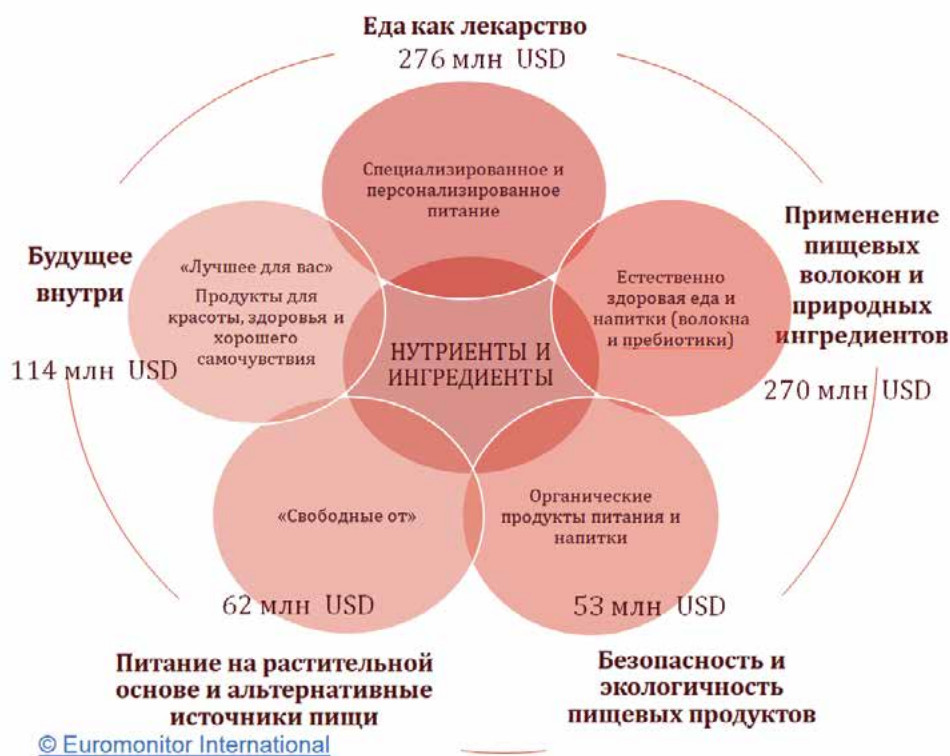 Еда как лекарство
276 млн USD
Специализированное и
персонализированное
питание
Будущее
внутри
114 млн USD
«Лучшее для вас»
Продукты для
красоты, здоровья и
хорошего
самочувствия
НУТРИЕНТЫ И
ИНГРЕДИЕНТЫ
Естественно
здоровая еда и
напитки (волокна
и пребиотики)
Применение
пищевых
волокон и
природных
ингредиентов
270 млн USD
«Свободные от»
62 млн USD
Питание на растительной
основе и альтернативные
источники пищи
Органические
продукты питания и
напитки
53 млн USD
Безопасность и
экологичность
пищевых продуктов
© Euromonitor International